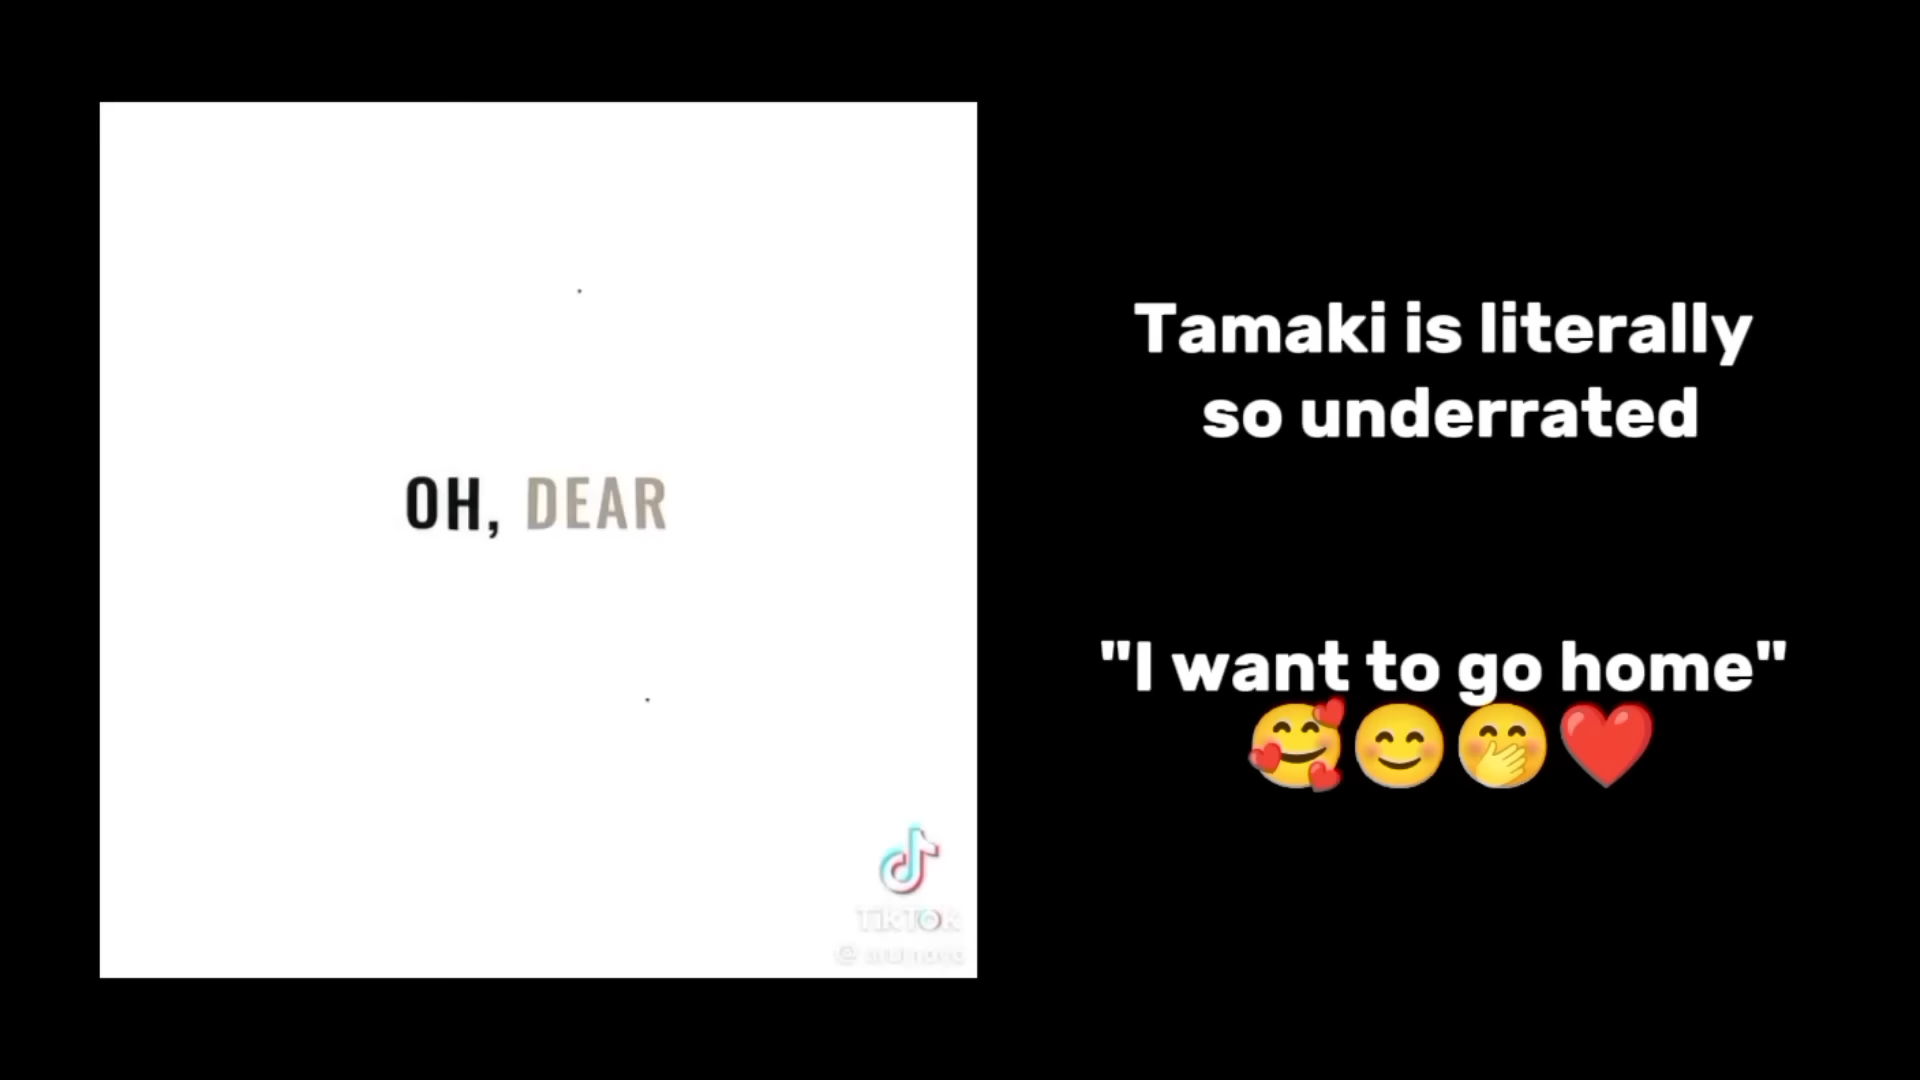 OH, DEAR
TikTok
Tamaki is literally
so underrated
"I want to go home"
🥰😊🤭❤️